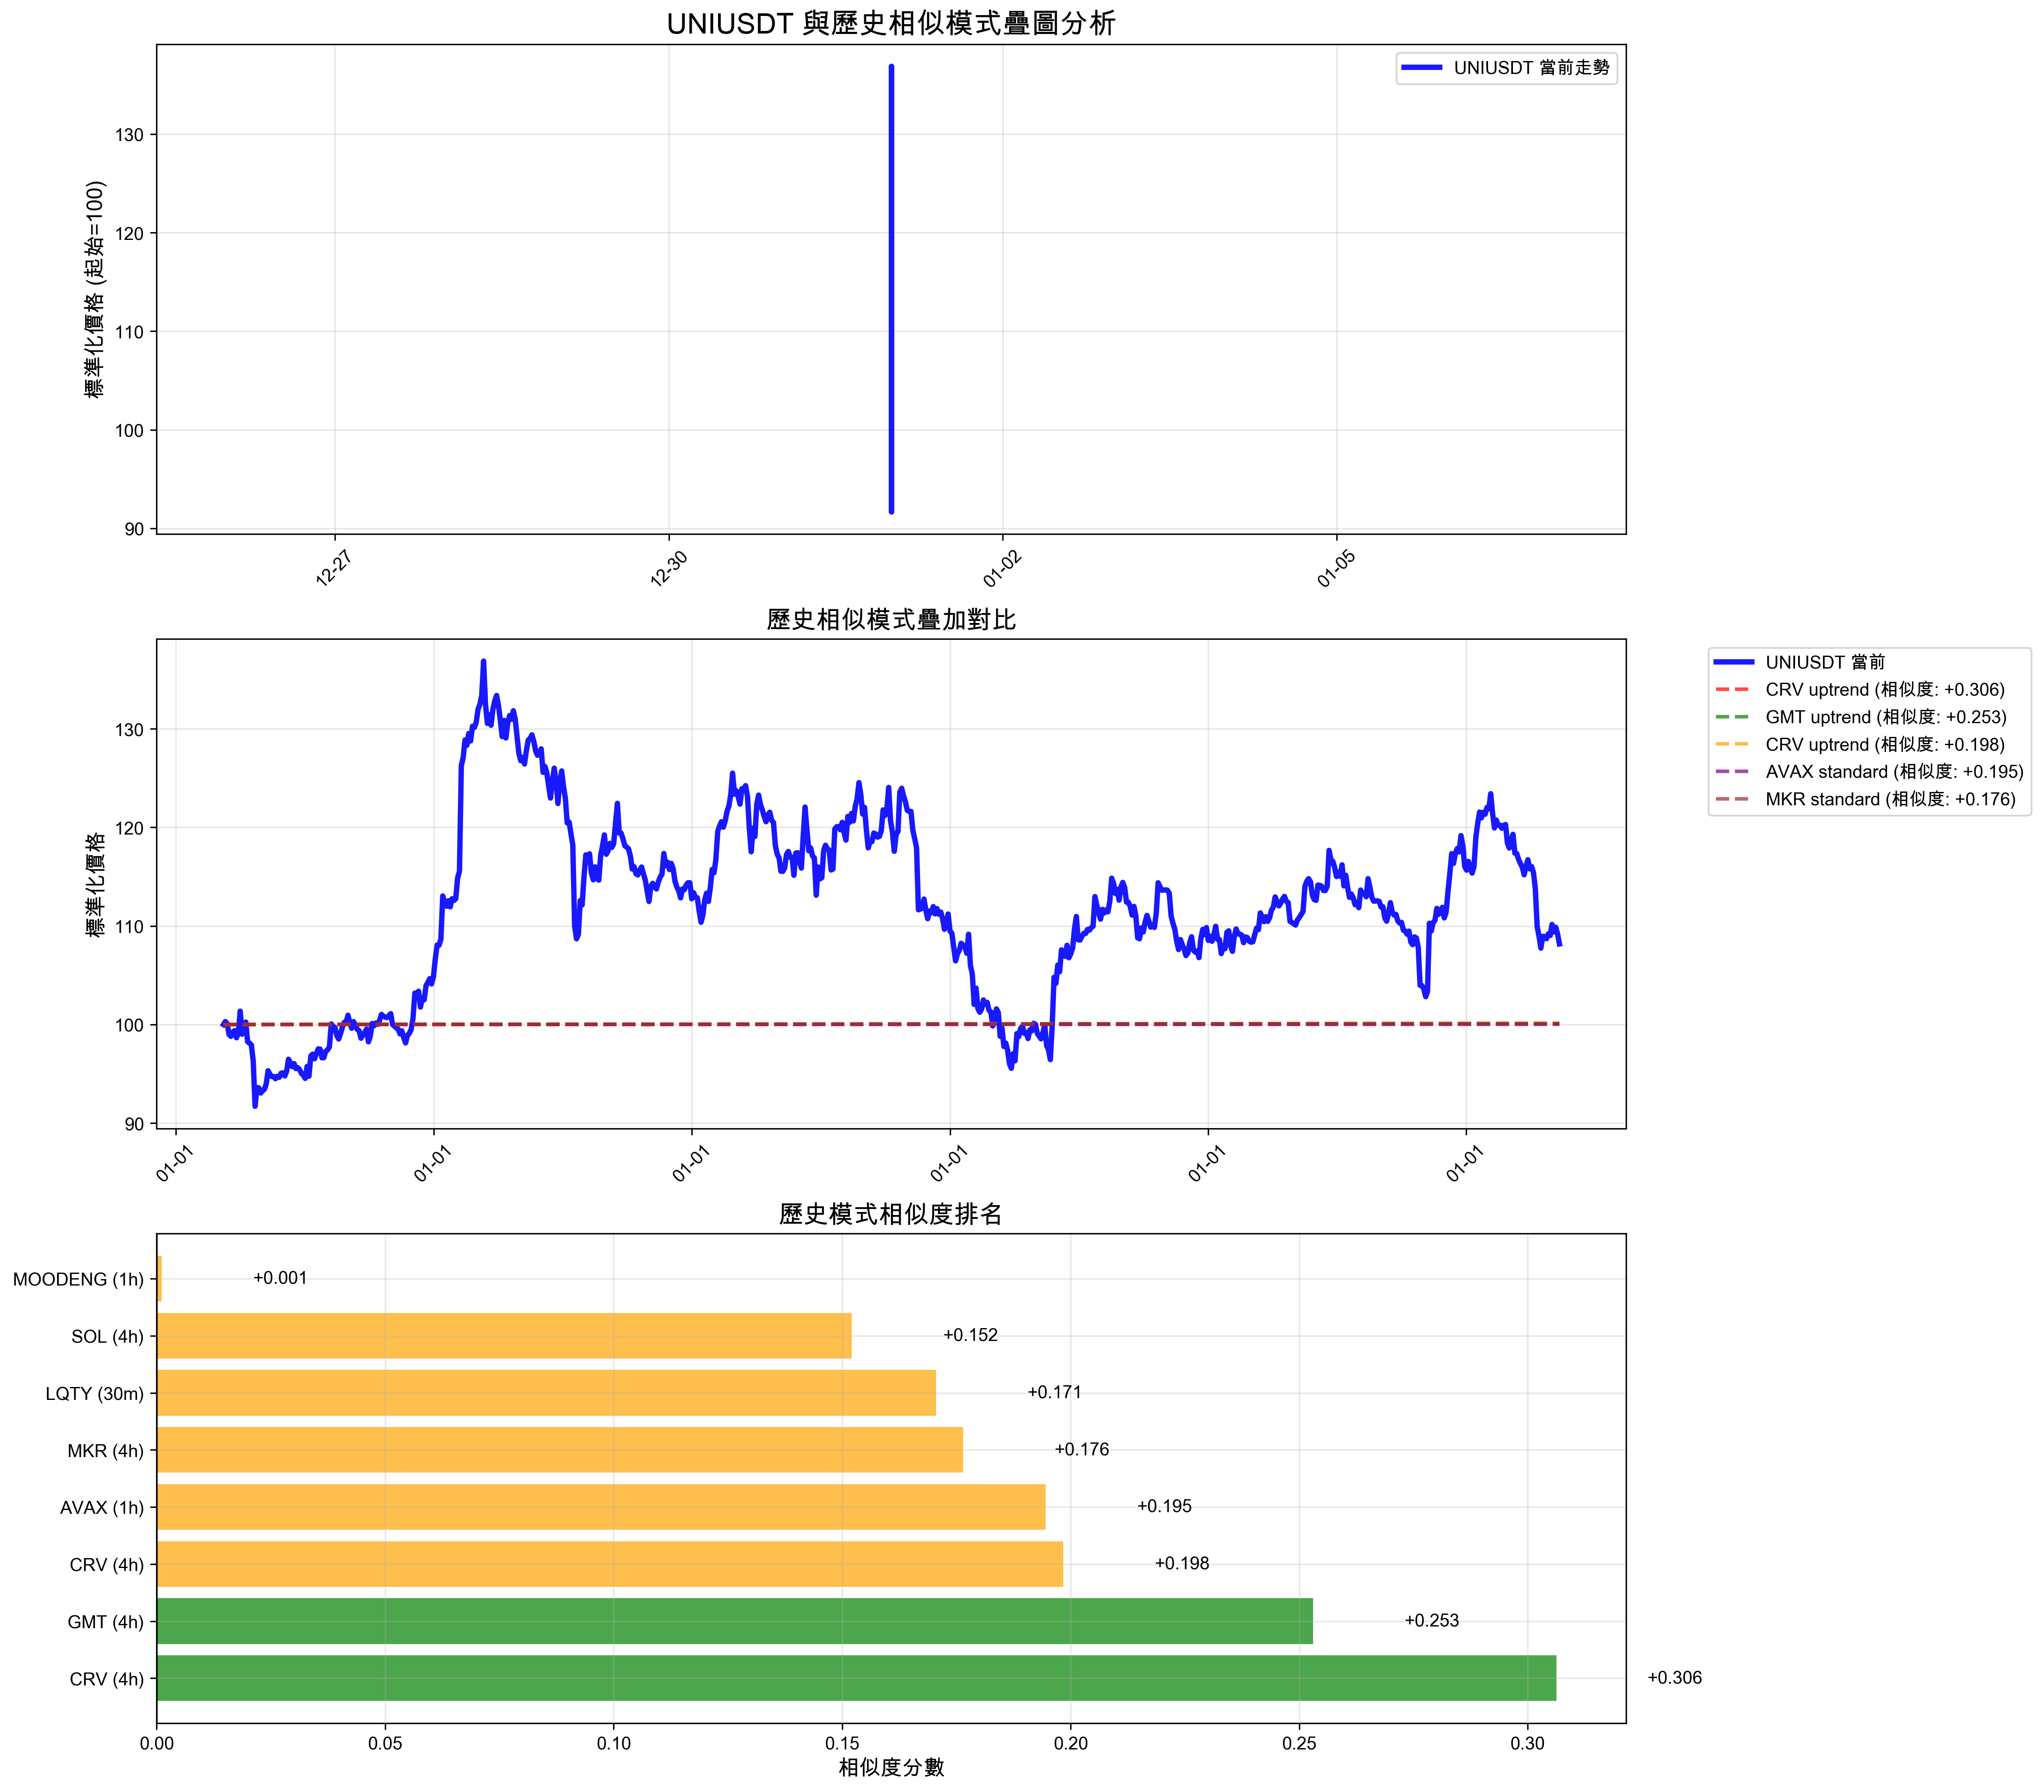 UNIUSDT 與歷史相似模式疊圖分析
UNIUSDT 當前走勢
標準化價格 (起始=100)
130
120
110
100
90
12-27
12-30
01-02
01-05
歷史相似模式疊加對比
UNIUSDT 當前
CRV uptrend (相似度: +0.306)
GMT uptrend (相似度: +0.253)
CRV uptrend (相似度: +0.198)
AVAX standard (相似度: +0.195)
MKR standard (相似度: +0.176)
標準化價格
130
120
110
100
90
01-01
01-01
01-01
01-01
01-01
01-01
歷史模式相似度排名
MOODENG (1h)
+0.001
SOL (4h)
+0.152
LQTY (30m)
+0.171
MKR (4h)
+0.176
AVAX (1h)
+0.195
CRV (4h)
+0.198
GMT (4h)
+0.253
CRV (4h)
+0.306
0.00
0.05
0.10
0.15
0.20
0.25
0.30
相似度分數